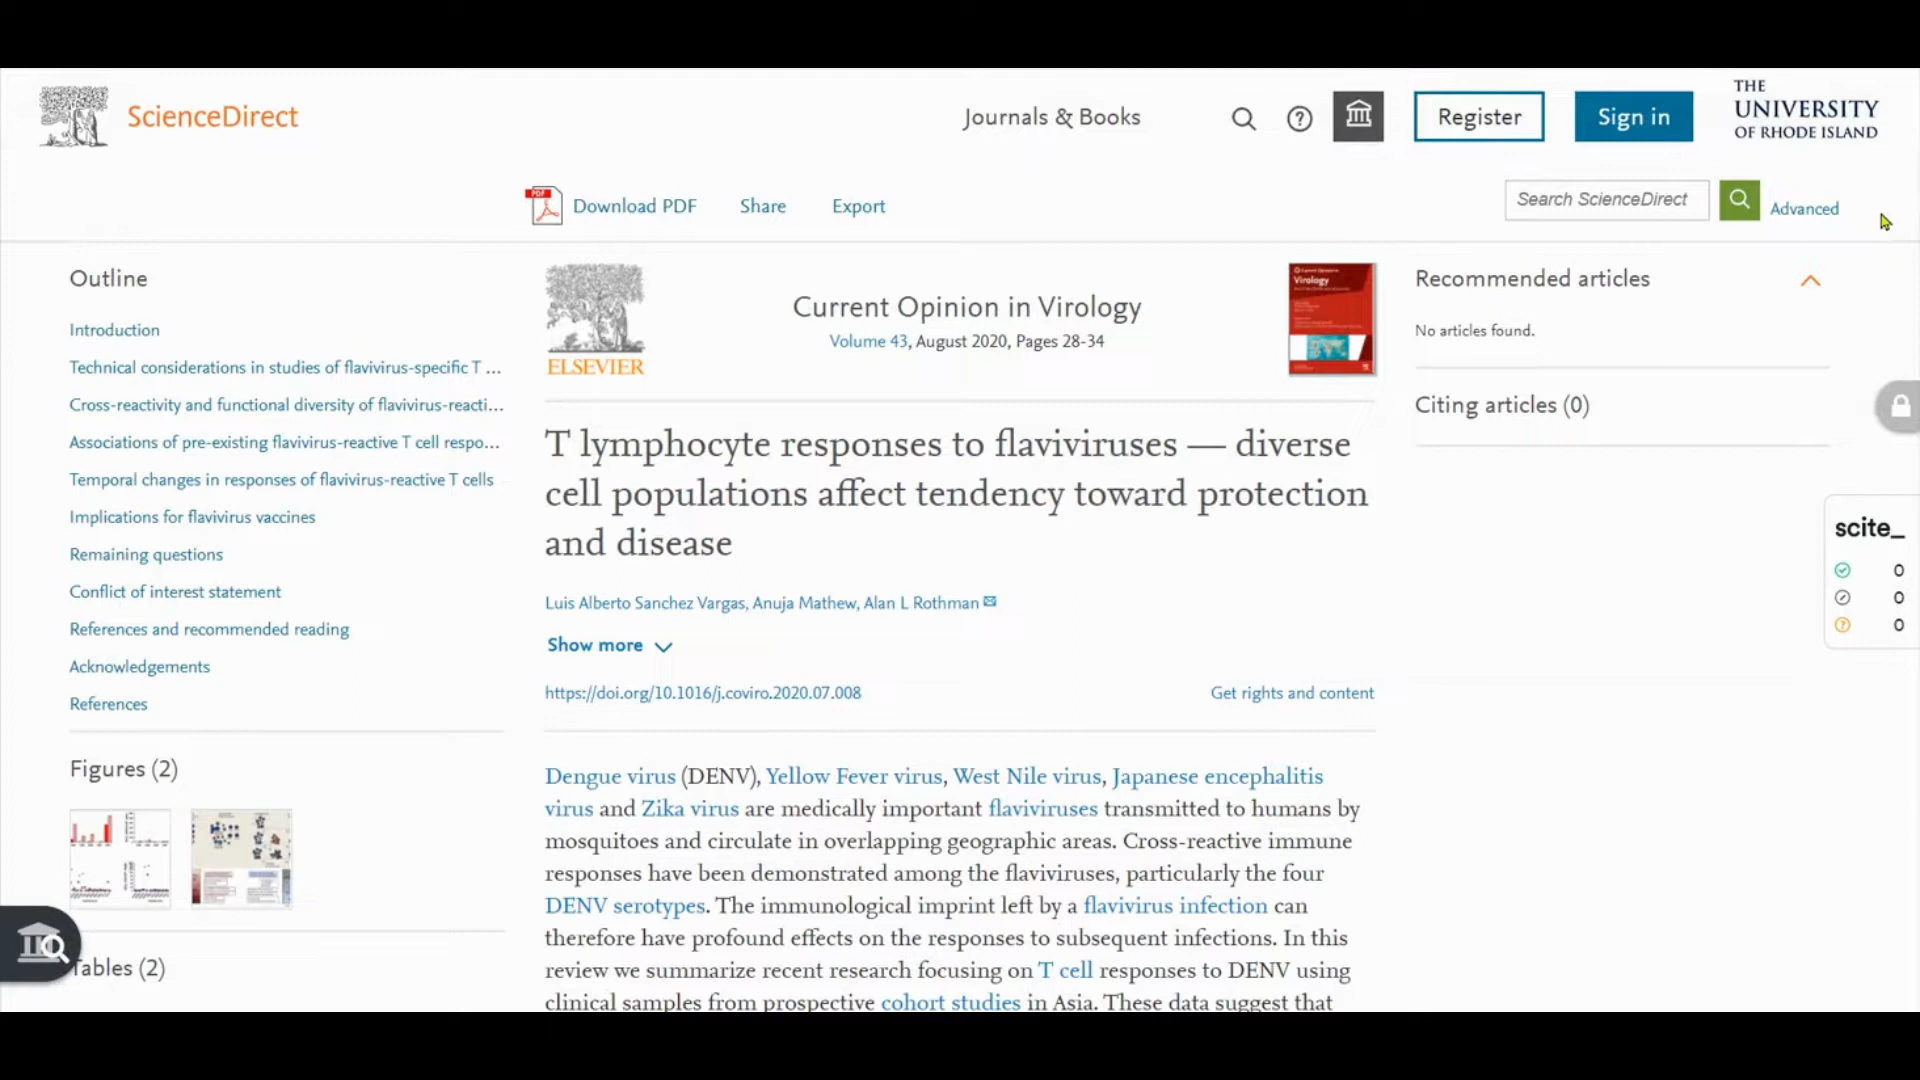 ScienceDirect
Journals & Books
Register
Sign in
THE
UNIVERSITY
OF RHODE ISLAND
PDF
Download PDF
Share
Export
Search ScienceDirect
Advanced
Outline
Introduction
Technical considerations in studies of flavivirus-specific T ...
Cross-reactivity and functional diversity of flavivirus-reacti...
Associations of pre-existing flavivirus-reactive T cell respo...
Temporal changes in responses of flavivirus-reactive T cells
Implications for flavivirus vaccines
Remaining questions
Conflict of interest statement
References and recommended reading
Acknowledgements
References
Figures (2)
Tables (2)
ELSEVIER
Current Opinion in Virology
Volume 43, August 2020, Pages 28-34
Virology
T lymphocyte responses to flaviviruses — diverse
cell populations affect tendency toward protection
and disease
Luis Alberto Sanchez Vargas, Anuja Mathew, Alan L Rothman
Show more
https://doi.org/10.1016/j.coviro.2020.07.008
Get rights and content
Dengue virus (DENV), Yellow Fever virus, West Nile virus, Japanese encephalitis
virus and Zika virus are medically important flaviviruses transmitted to humans by
mosquitoes and circulate in overlapping geographic areas. Cross-reactive immune
responses have been demonstrated among the flaviviruses, particularly the four
DENV serotypes. The immunological imprint left by a flavivirus infection can
therefore have profound effects on the responses to subsequent infections. In this
review we summarize recent research focusing on T cell responses to DENV using
clinical samples from prospective cohort studies in Asia. These data suggest that
Recommended articles
No articles found.
Citing articles (0)
scite_
0
0
0